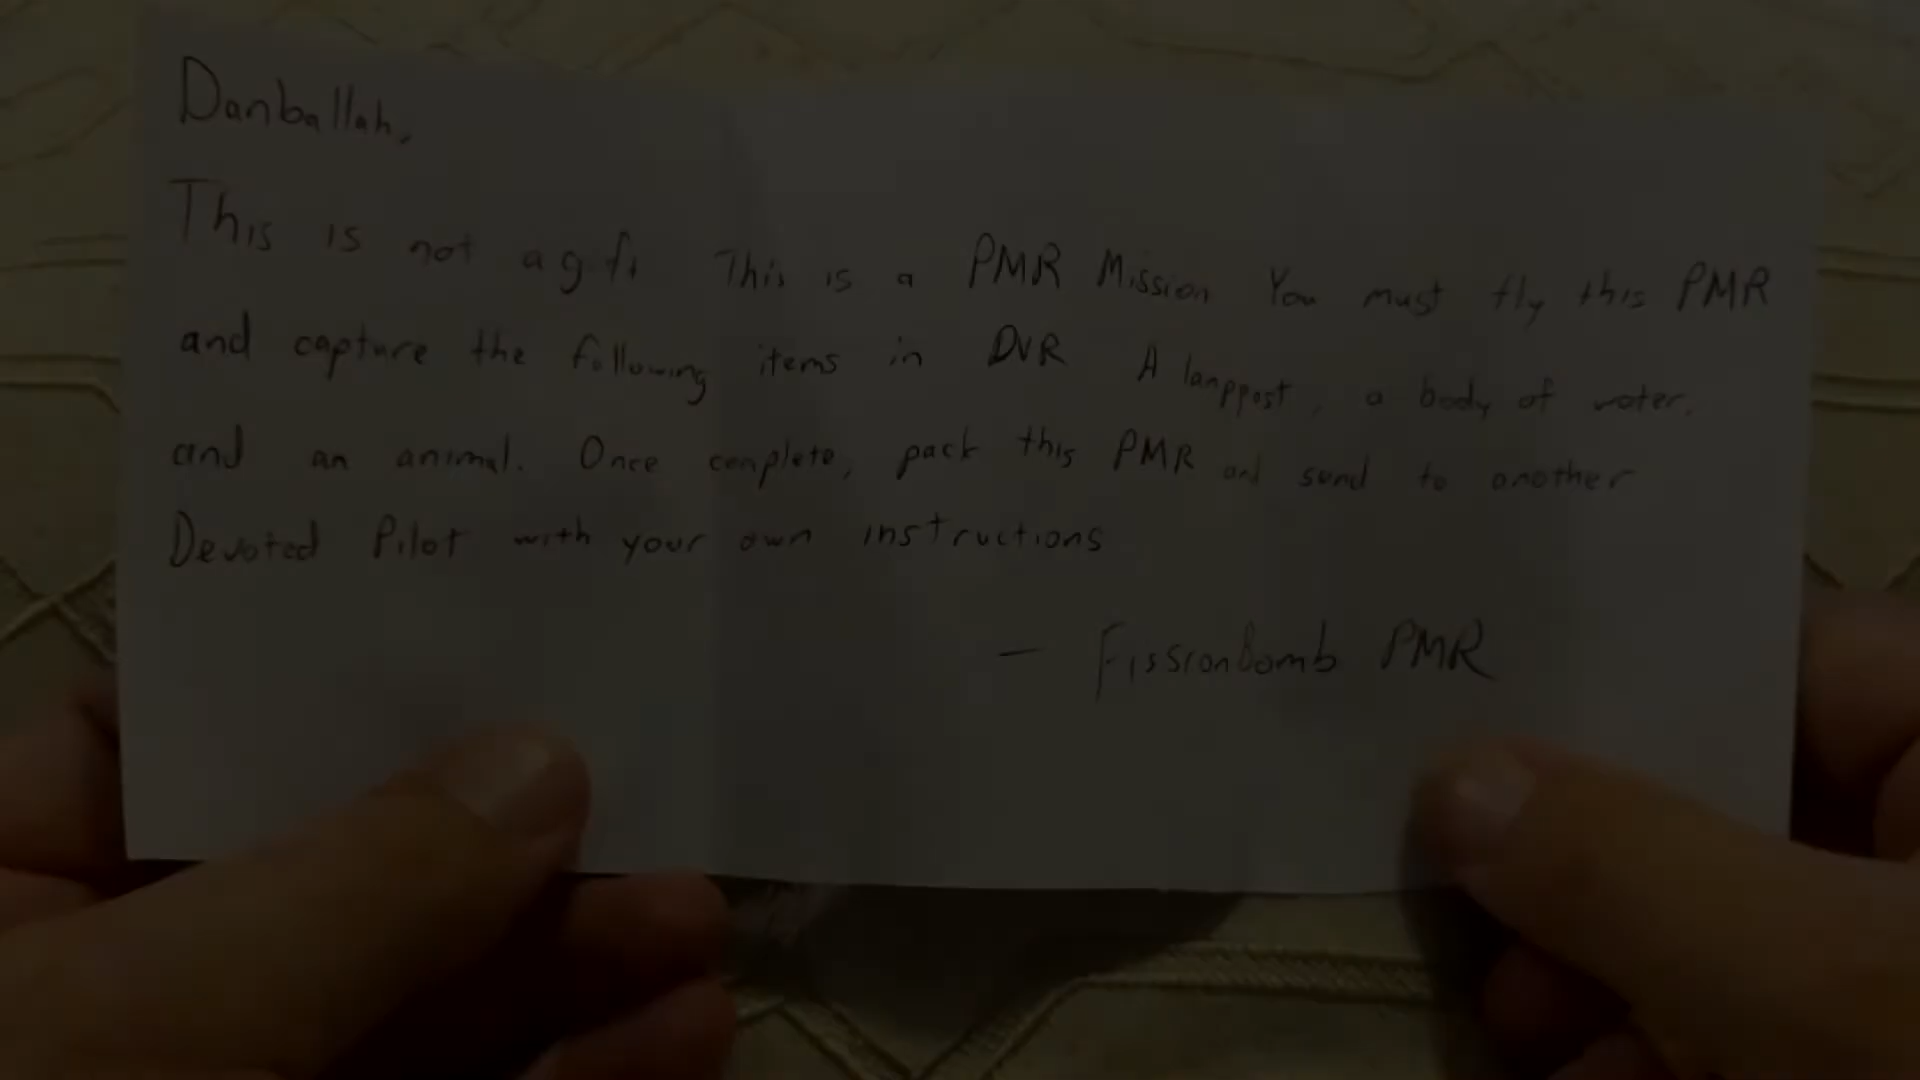 Danballah,
This is not a gift This is a PMR Mission You must fly this PMR
and capture the following items in DVR A lamppost, a body of water,
and an animal. Once complete, pack this PMR and send to another
Devoted Pilot with your own instructions
- FissionBomb PMR